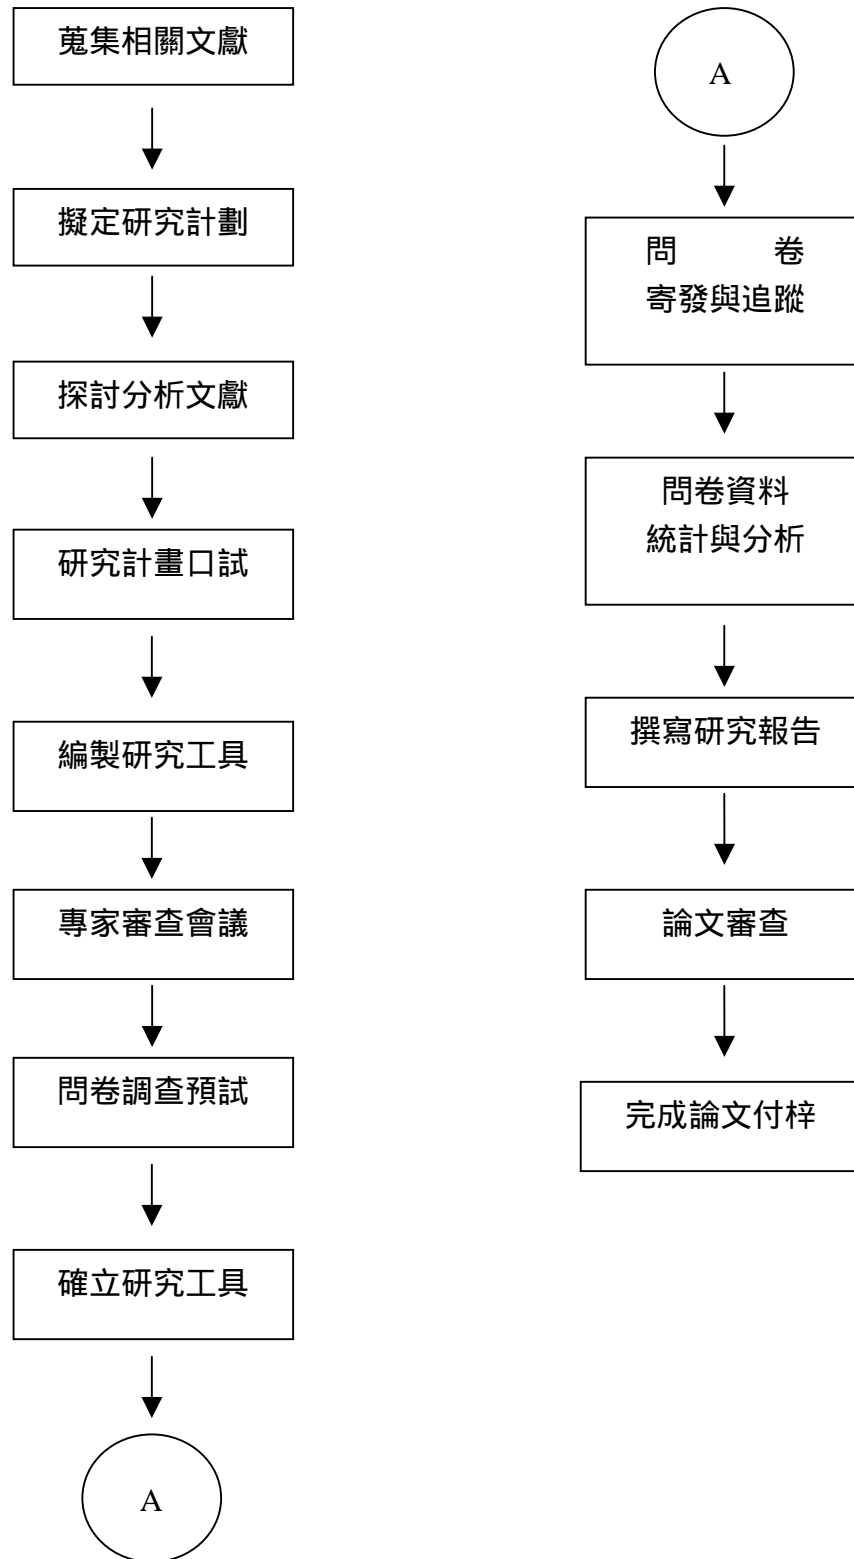 蒐集相關文獻
擬定研究計劃
探討分析文獻
研究計畫口試
編製研究工具
專家審查會議
問卷調查預試
確立研究工具
A
A
問　　　卷
寄發與追蹤
問卷資料
統計與分析
撰寫研究報告
論文審查
完成論文付梓